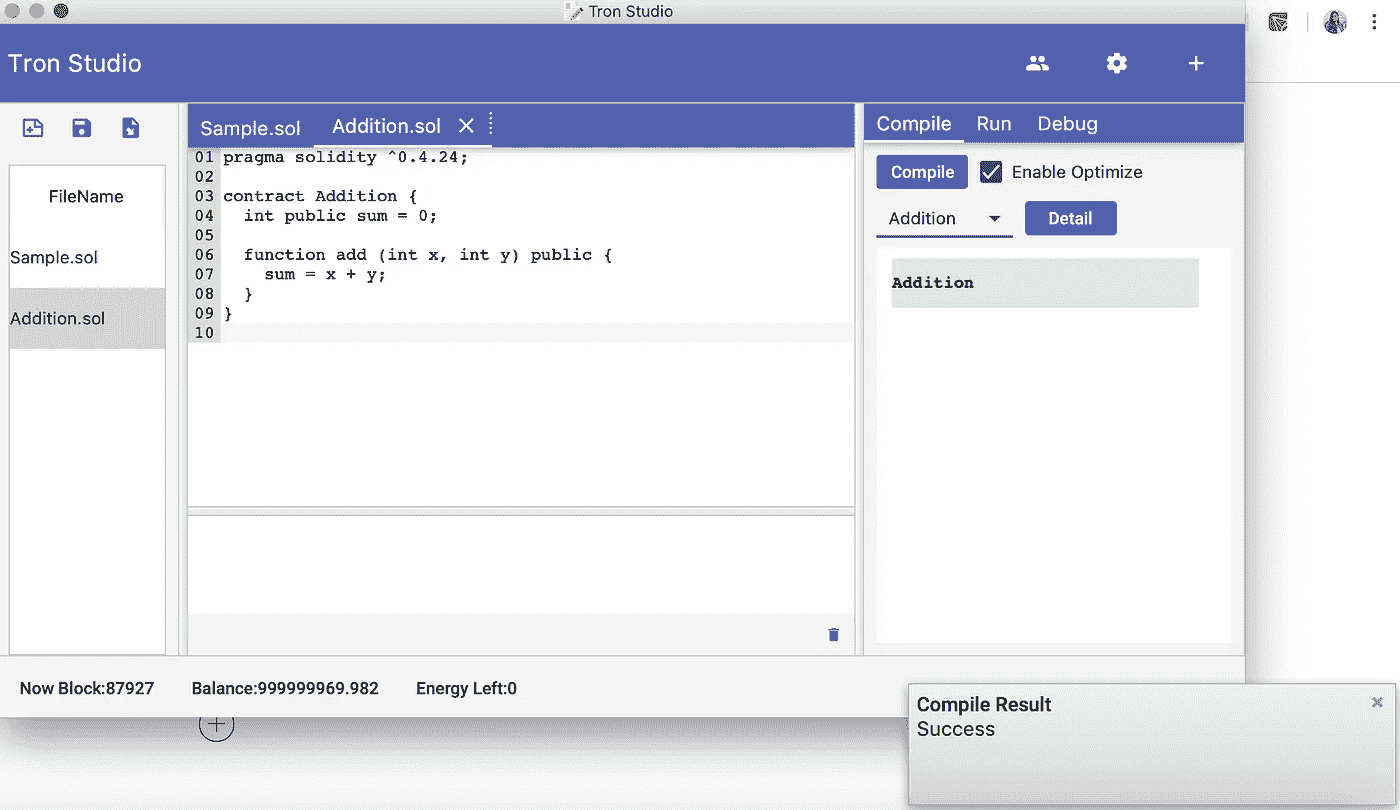 Tron Studio
Tron Studio
FileName
Sample.sol
Addition.sol
Sample.sol Addition.sol
01 pragma solidity ^0.4.24;
02
03 contract Addition {
04   int public sum = 0;
05
06   function add (int x, int y) public {
07     sum = x + y;
08   }
09 }
10
Compile Run Debug
Compile Enable Optimize
Addition Detail
Addition
Now Block:87927 Balance:999999969.982 Energy Left:0
Compile Result
Success